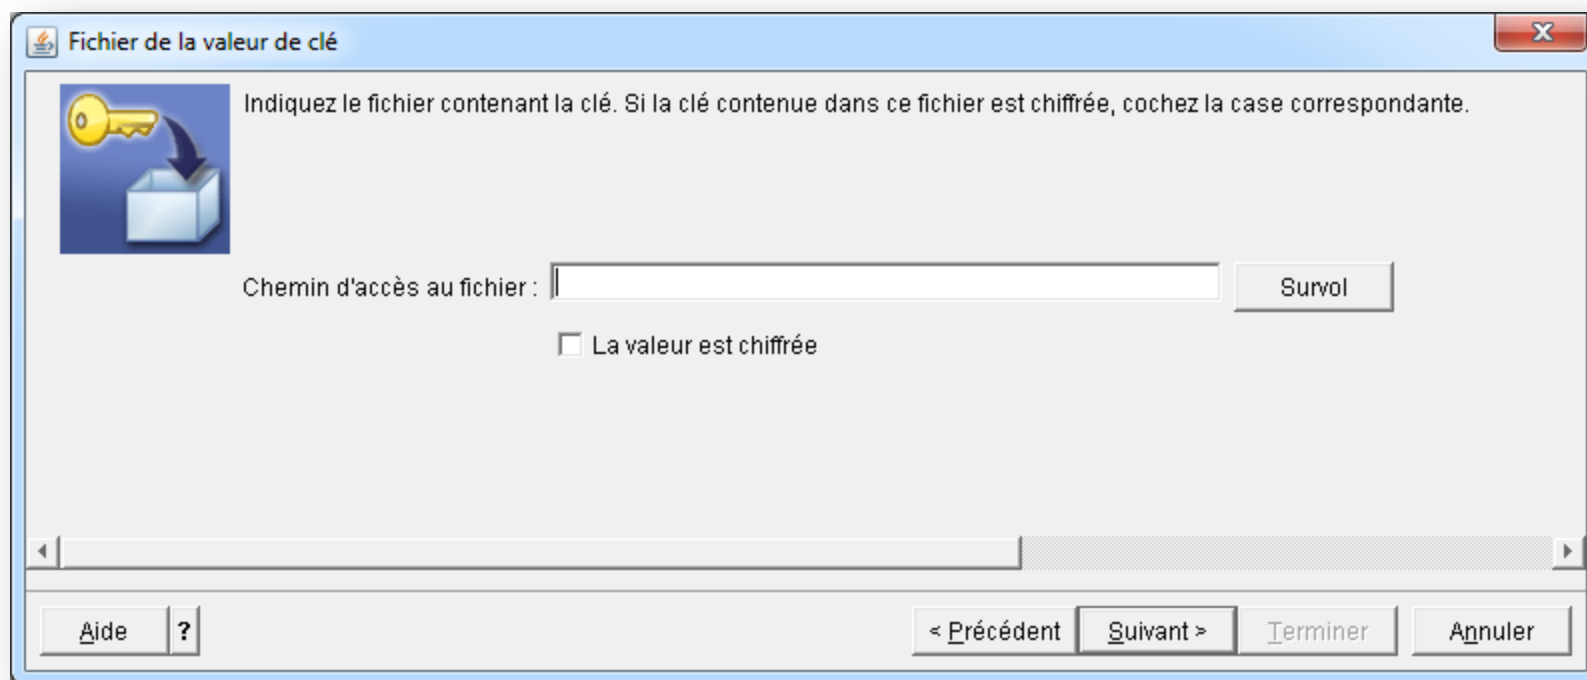 Fichier de la valeur de clé
Indiquez le fichier contenant la clé. Si la clé contenue dans ce fichier est chiffrée, cochez la case correspondante.
Chemin d'accès au fichier : Survol
La valeur est chiffrée
Aide ? < Précédent Suivant > Terminer Annuler